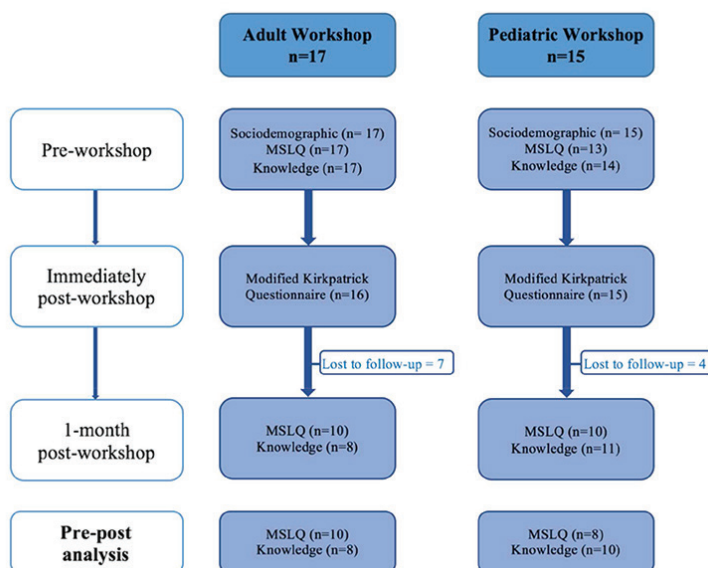 Adult Workshop
n=17
Pediatric Workshop
n=15
Pre-workshop
Sociodemographic (n= 17)
MSLQ (n=17)
Knowledge (n=17)
Sociodemographic (n= 15)
MSLQ (n=13)
Knowledge (n=14)
Immediately
post-workshop
Modified Kirkpatrick
Questionnaire (n=16)
Modified Kirkpatrick
Questionnaire (n=15)
Lost to follow-up = 7
Lost to follow-up = 4
1-month
post-workshop
MSLQ (n=10)
Knowledge (n=8)
MSLQ (n=10)
Knowledge (n=11)
Pre-post
analysis
MSLQ (n=10)
Knowledge (n=8)
MSLQ (n=8)
Knowledge (n=10)